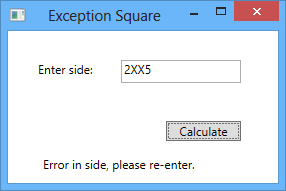 Exception Square
Enter side: 2XX5
Calculate
Error in side, please re-enter.